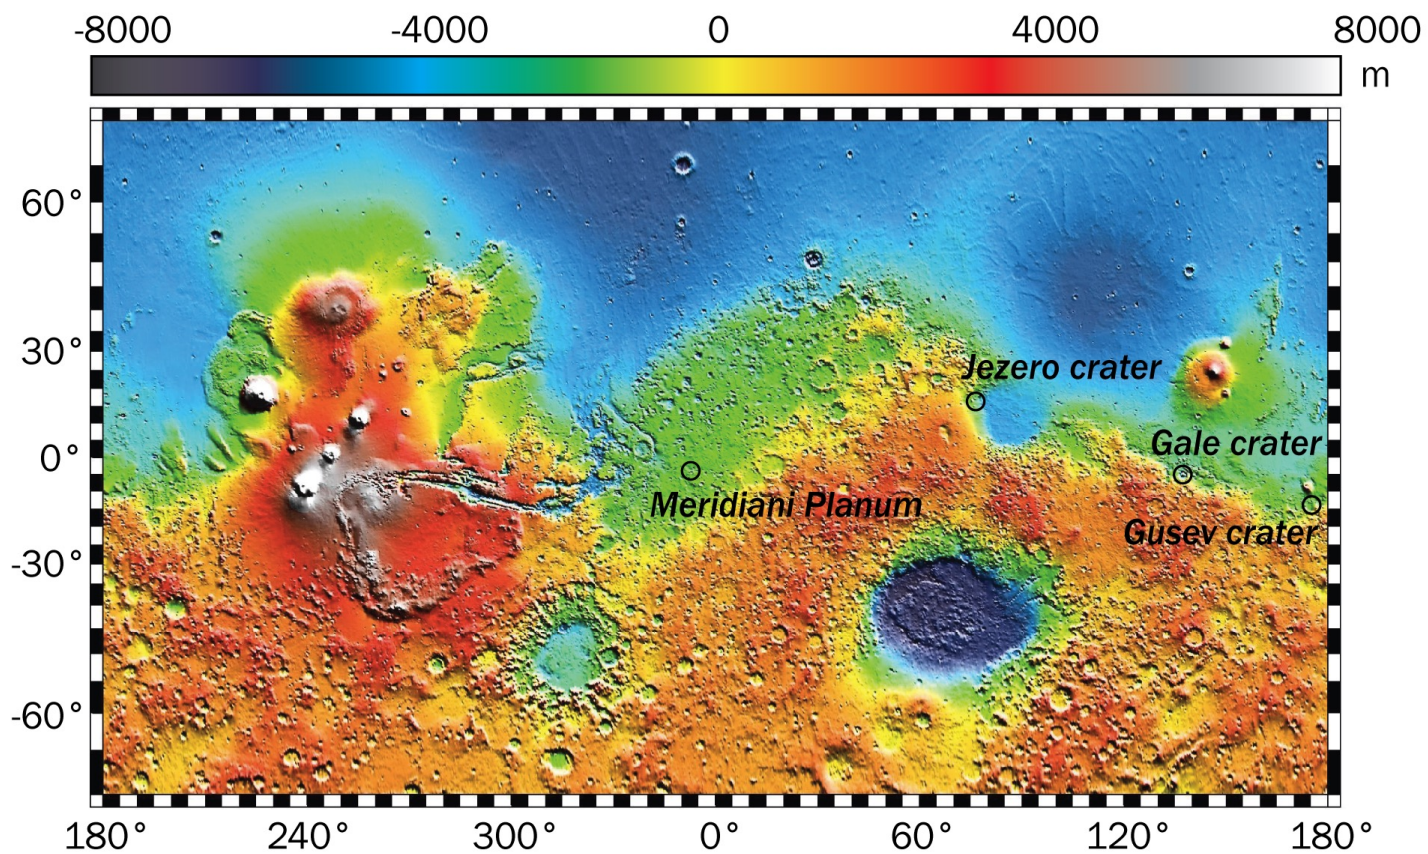 -8000 -4000 0 4000 8000
m
60°
30°
Jezero crater
Gale crater
0°
Meridiani Planum
Gusev crater
-30°
-60°
180° 240° 300° 0° 60° 120° 180°